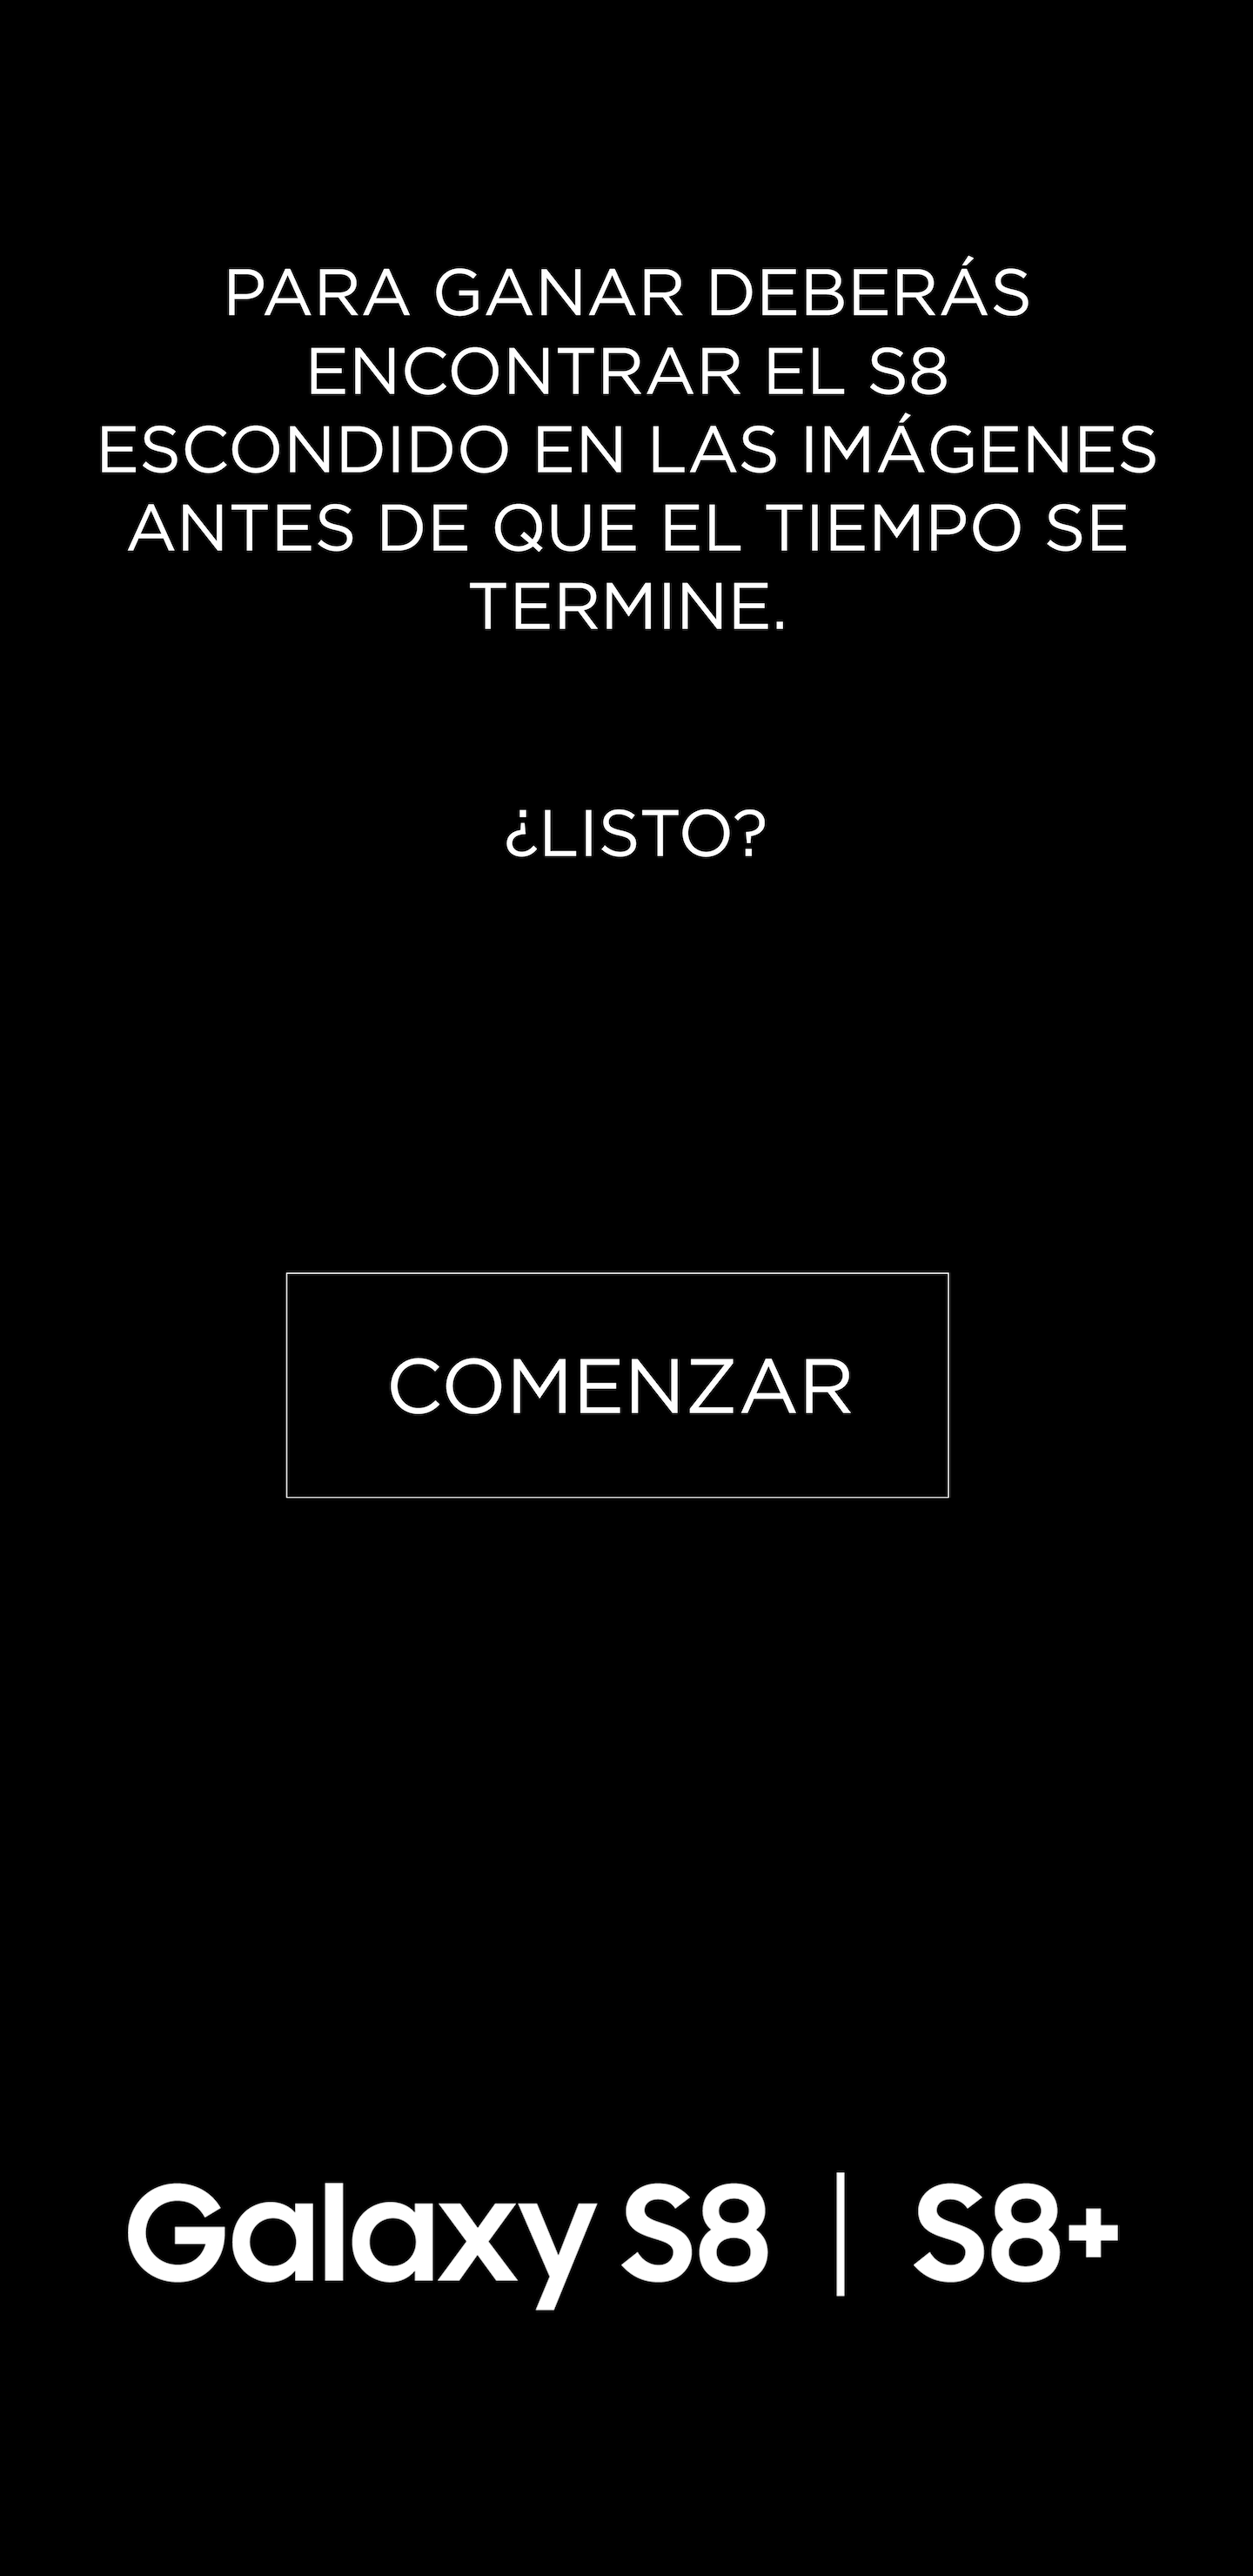 PARA GANAR DEBERÁS
ENCONTRAR EL S8
ESCONDIDO EN LAS IMÁGENES
ANTES DE QUE EL TIEMPO SE
TERMINE.
¿LISTO?
COMENZAR
Galaxy S8 | S8+